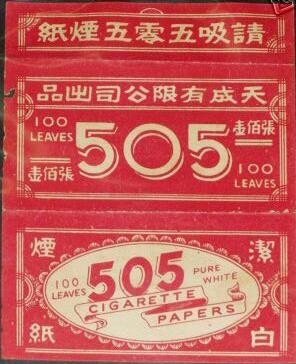 請吸五零五煙紙
天成有限公司出品
100
LEAVES
505
壹佰張
壹佰張
100
LEAVES
潔白
煙紙
100
LEAVES
505
PURE
WHITE
CIGARETTE
PAPERS